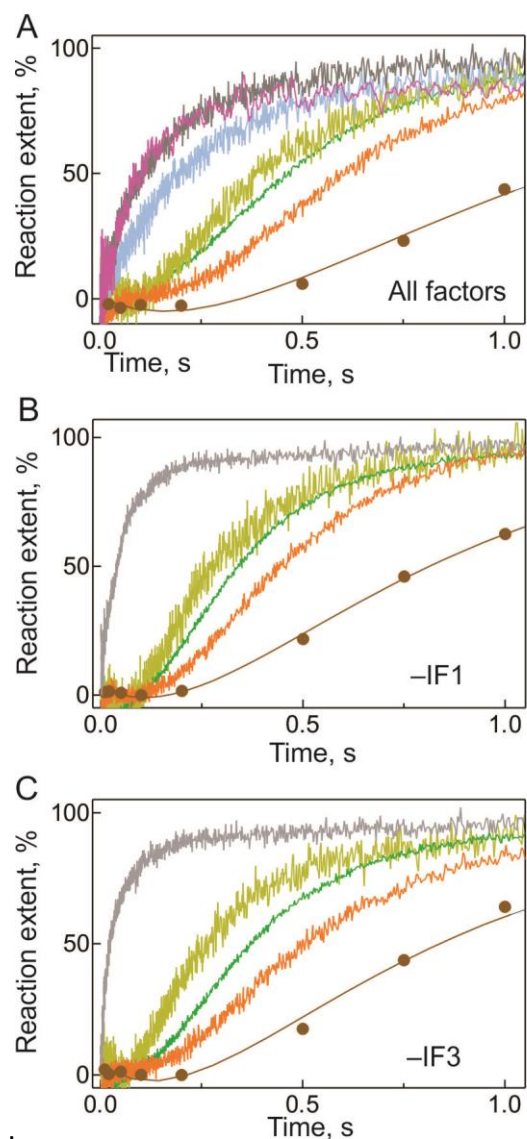 A
Reaction extent, %
100
50
0
All factors
0.0 0.5 1.0
Time, s Time, s
B
Reaction extent, %
100
50
0
–IF1
0.0 0.5 1.0
Time, s
C
Reaction extent, %
100
50
0
–IF3
0.0 0.5 1.0
Time, s
.